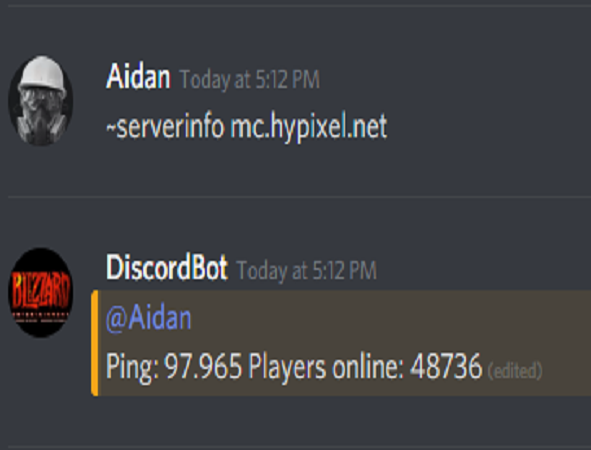 Aidan Today at 5:12 PM
~serverinfo mc.hypixel.net
BLIZZARD
DiscordBot Today at 5:12 PM
@Aidan
Ping: 97.965 Players online: 48736 (edited)